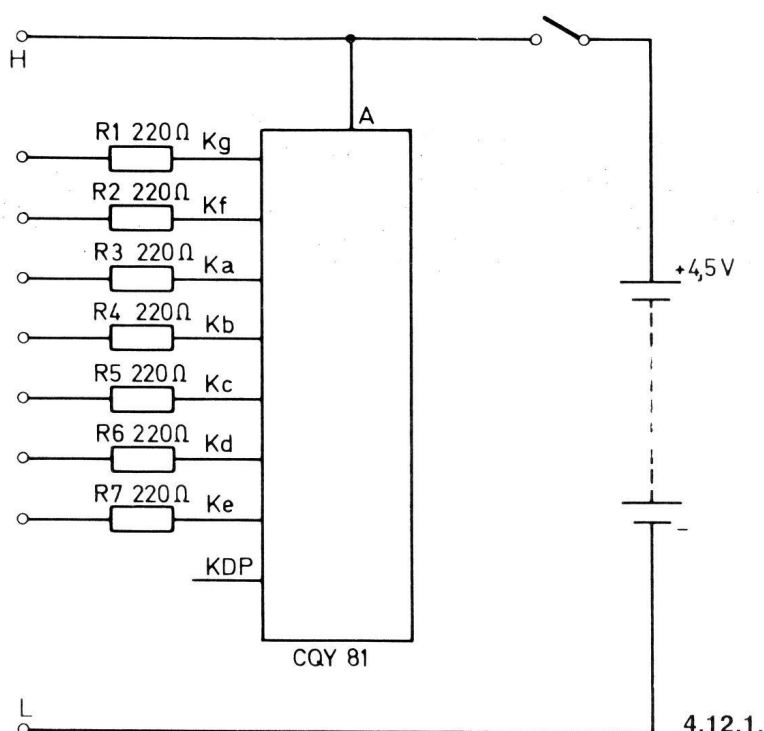 H
A
R1 220Ω Kg
R2 220Ω Kf
R3 220Ω Ka
+4,5V
R4 220Ω Kb
R5 220Ω Kc
R6 220Ω Kd
R7 220Ω Ke
−
KDP
CQY 81
L
4.12.1.